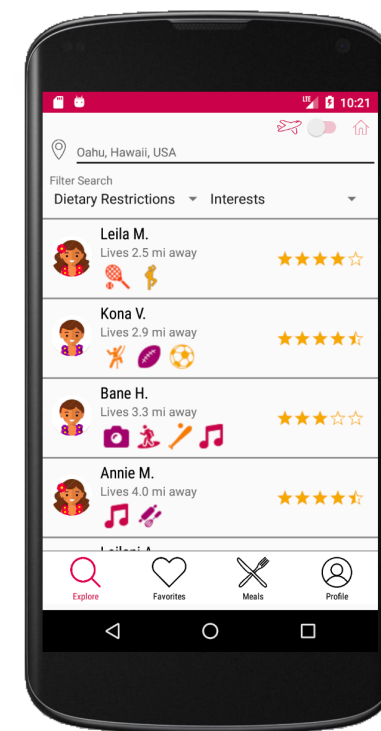 LTE 10:21
Oahu, Hawaii, USA
Filter Search
Dietary Restrictions Interests
Leila M.
Lives 2.5 mi away
Kona V.
Lives 2.9 mi away
Bane H.
Lives 3.3 mi away
Annie M.
Lives 4.0 mi away
Leilani A.
Explore Favorites Meals Profile